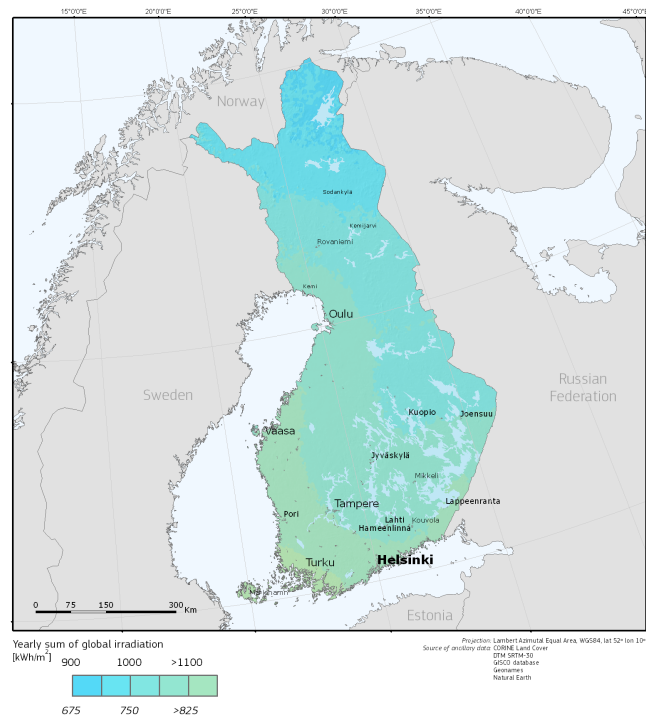 15°0'0"E 20°0'0"E 25°0'0"E 30°0'0"E 35°0'0"E 40°0'0"E 45°0'0"E
Norway
Sodankylä
Kemijarvi
Rovaniemi
Kemi
Oulu
Sweden
Russian
Federation
Kuopio
Joensuu
Vaasa
Jyväskylä
Mikkeli
Lappeenranta
Tampere
Pori
Lahti
Kouvola
Hameenlinna
Helsinki
Turku
Estonia
0 75 150 300 Km
Yearly sum of global irradiation
[kWh/m²]
900 1000 >1100
675 750 >825
Projection: Lambert Azimutal Equal Area, WGS84, lat 52° lon 10°
Source of ancillary data: CORINE Land Cover
DTM SRTM-30
GISCO database
Geonames
Natural Earth